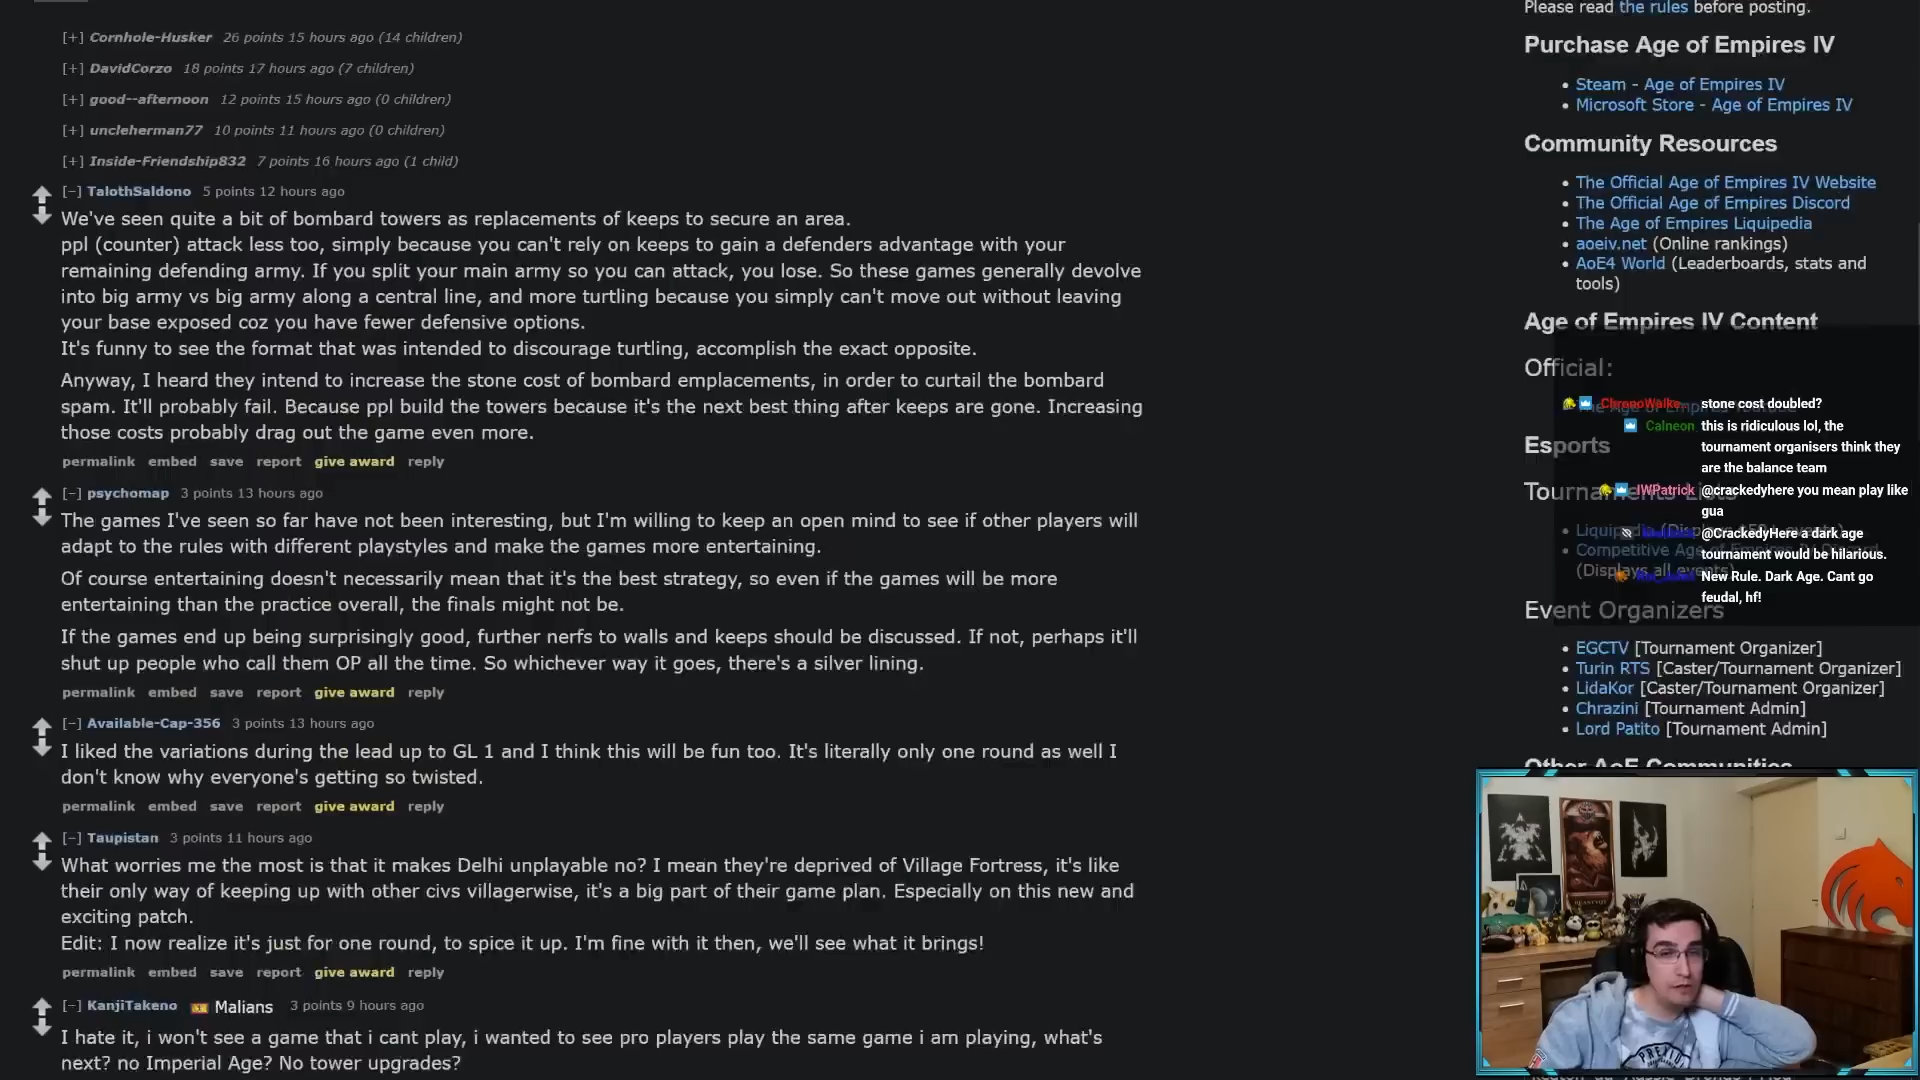 [+] Cornhole-Husker 26 points 15 hours ago (14 children)
[+] DavidCorzo 18 points 17 hours ago (7 children)
[+] good--afternoon 12 points 15 hours ago (0 children)
[+] uncleherman77 10 points 11 hours ago (0 children)
[+] Inside-Friendship832 7 points 16 hours ago (1 child)
[–] TalothSaldono 5 points 12 hours ago
We've seen quite a bit of bombard towers as replacements of keeps to secure an area.
ppl (counter) attack less too, simply because you can't rely on keeps to gain a defenders advantage with your
remaining defending army. If you split your main army so you can attack, you lose. So these games generally devolve
into big army vs big army along a central line, and more turtling because you simply can't move out without leaving
your base exposed coz you have fewer defensive options.
It's funny to see the format that was intended to discourage turtling, accomplish the exact opposite.
Anyway, I heard they intend to increase the stone cost of bombard emplacements, in order to curtail the bombard
spam. It'll probably fail. Because ppl build the towers because it's the next best thing after keeps are gone. Increasing
those costs probably drag out the game even more.
permalink embed save report give award reply
[–] psychomap 3 points 13 hours ago
The games I've seen so far have not been interesting, but I'm willing to keep an open mind to see if other players will
adapt to the rules with different playstyles and make the games more entertaining.
Of course entertaining doesn't necessarily mean that it's the best strategy, so even if the games will be more
entertaining than the practice overall, the finals might not be.
If the games end up being surprisingly good, further nerfs to walls and keeps should be discussed. If not, perhaps it'll
shut up people who call them OP all the time. So whichever way it goes, there's a silver lining.
permalink embed save report give award reply
[–] Available-Cap-356 3 points 13 hours ago
I liked the variations during the lead up to GL 1 and I think this will be fun too. It's literally only one round as well I
don't know why everyone's getting so twisted.
permalink embed save report give award reply
[–] Taupistan 3 points 11 hours ago
What worries me the most is that it makes Delhi unplayable no? I mean they're deprived of Village Fortress, it's like
their only way of keeping up with other civs villagerwise, it's a big part of their game plan. Especially on this new and
exciting patch.
Edit: I now realize it's just for one round, to spice it up. I'm fine with it then, we'll see what it brings!
permalink embed save report give award reply
[–] KanjiTakeno Malians 3 points 9 hours ago
I hate it, i won't see a game that i cant play, i wanted to see pro players play the same game i am playing, what's
next? no Imperial Age? No tower upgrades?
Please read the rules before posting.
Purchase Age of Empires IV
Steam - Age of Empires IV
Microsoft Store - Age of Empires IV
Community Resources
The Official Age of Empires IV Website
The Official Age of Empires Discord
The Age of Empires Liquipedia
aoeiv.net (Online rankings)
AoE4 World (Leaderboards, stats and
tools)
Age of Empires IV Content
Official:
stone cost doubled?
Calneon this is ridiculous lol, the
Esports
tournament organisers think they
are the balance team
IWPatrick @crackedyhere you mean play like
gua
@CrackedyHere a dark age
tournament would be hilarious.
(Displays all events)
New Rule. Dark Age. Cant go
feudal, hf!
Event Organizers
EGCTV [Tournament Organizer]
Turin RTS [Caster/Tournament Organizer]
LidaKor [Caster/Tournament Organizer]
Chrazini [Tournament Admin]
Lord Patito [Tournament Admin]
Other AoE Communities